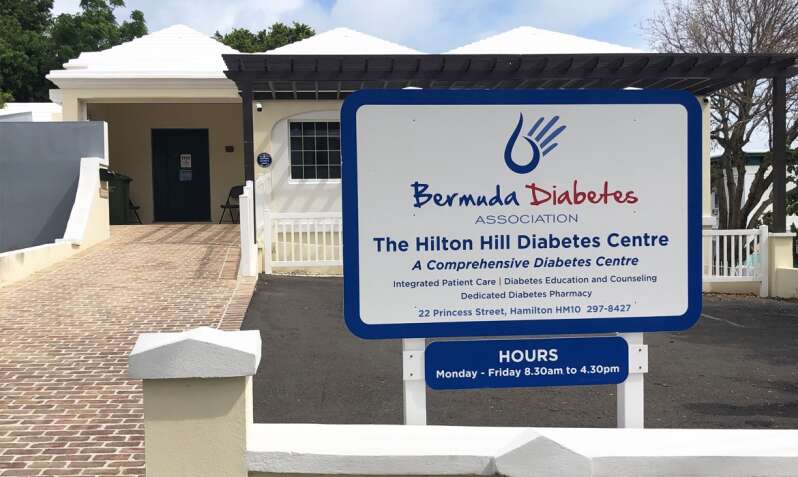 Bermuda Diabetes
ASSOCIATION
The Hilton Hill Diabetes Centre
A Comprehensive Diabetes Centre
Integrated Patient Care | Diabetes Education and Counseling
Dedicated Diabetes Pharmacy
22 Princess Street, Hamilton HM10 297-8427
HOURS
Monday - Friday 8.30am to 4.30pm